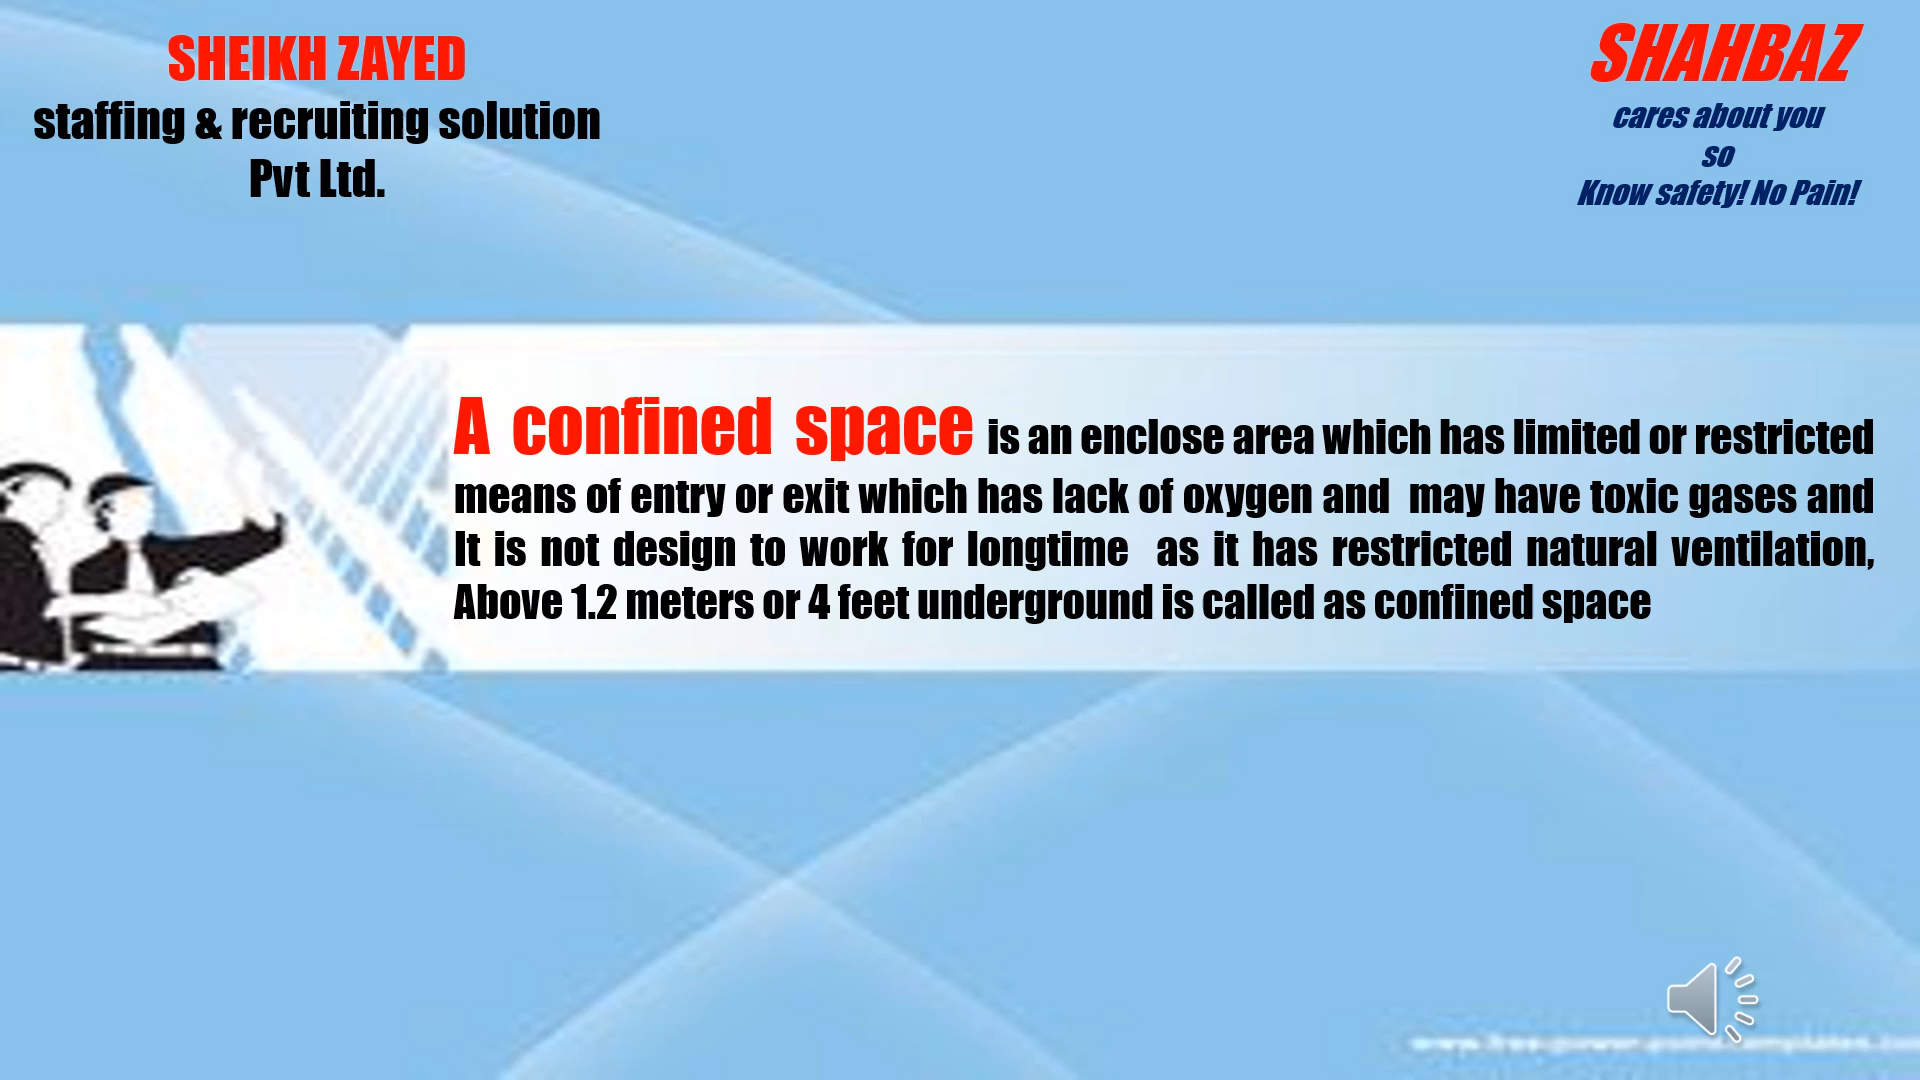 SHEIKH ZAYED
staffing & recruiting solution
Pvt Ltd.
SHAHBAZ
cares about you
so
Know safety! No Pain!
A confined space is an enclose area which has limited or restricted
means of entry or exit which has lack of oxygen and may have toxic gases and
It is not design to work for longtime as it has restricted natural ventilation,
Above 1.2 meters or 4 feet underground is called as confined space